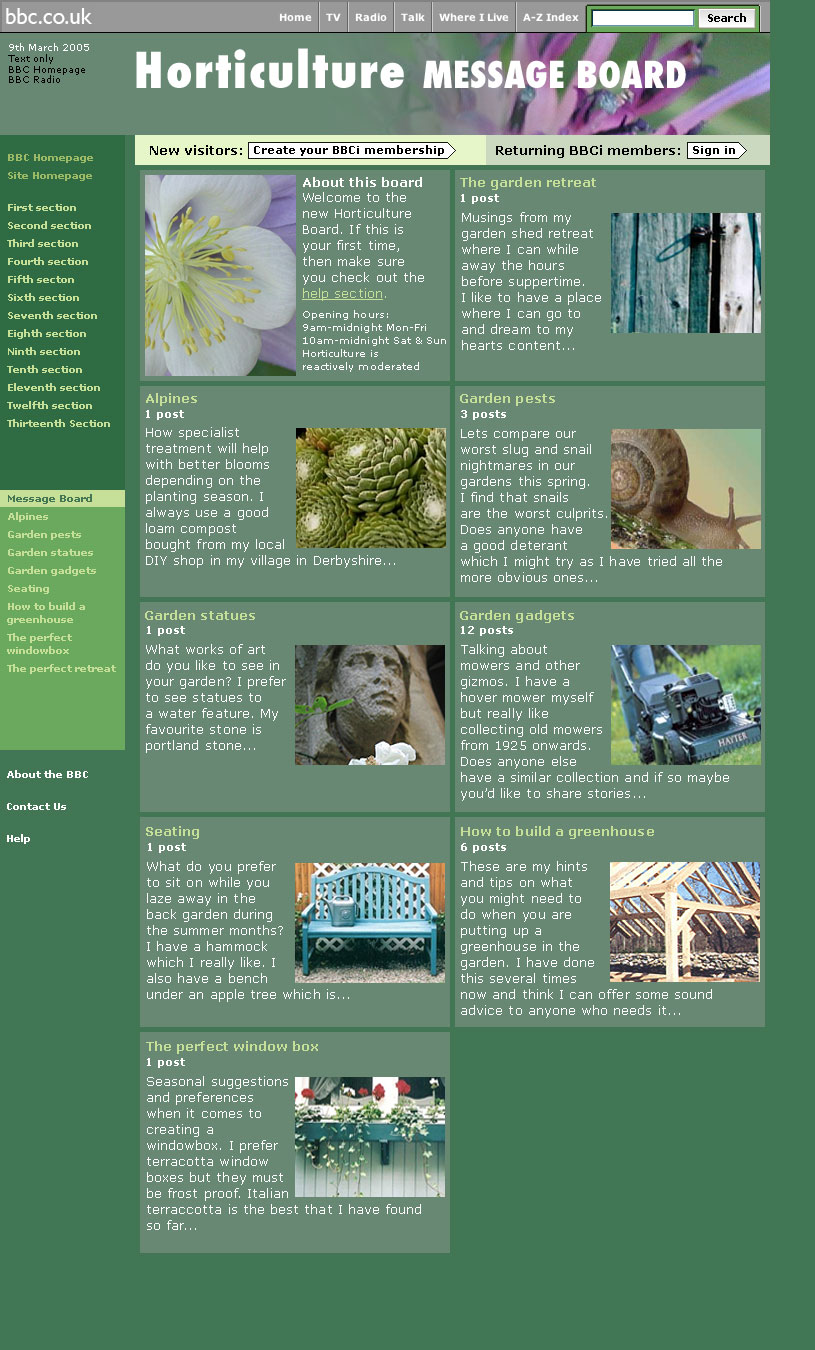 bbc.co.uk
Home
TV
Radio
Talk
Where I Live
A-Z Index
Search
9th March 2005
Text only
BBC Homepage
BBC Radio
Horticulture MESSAGE BOARD
BBC Homepage
Site Homepage
First section
Second section
Third section
Fourth section
Fifth secton
Sixth section
Seventh section
Eighth section
Ninth section
Tenth section
Eleventh section
Twelfth section
Thirteenth Section
Message Board
Alpines
Garden pests
Garden statues
Garden gadgets
Seating
How to build a
greenhouse
The perfect
windowbox
The perfect retreat
About the BBC
Contact Us
Help
New visitors: Create your BBCi membership
Returning BBCi members: Sign in
About this board
Welcome to the
new Horticulture
Board. If this is
your first time,
then make sure
you check out the
help section.
Opening hours:
9am-midnight Mon-Fri
10am-midnight Sat & Sun
Horticulture is
reactively moderated
The garden retreat
1 post
Musings from my
garden shed retreat
where I can while
away the hours
before suppertime.
I like to have a place
where I can go to
and dream to my
hearts content...
Alpines
1 post
How specialist
treatment will help
with better blooms
depending on the
planting season. I
always use a good
loam compost
bought from my local
DIY shop in my village in Derbyshire...
Garden pests
3 posts
Lets compare our
worst slug and snail
nightmares in our
gardens this spring.
I find that snails
are the worst culprits.
Does anyone have
a good deterant
which I might try as I have tried all the
more obvious ones...
Garden statues
1 post
What works of art
do you like to see in
your garden? I prefer
to see statues to
a water feature. My
favourite stone is
portland stone...
Garden gadgets
12 posts
Talking about
mowers and other
gizmos. I have a
hover mower myself
but really like
collecting old mowers
from 1925 onwards.
Does anyone else
have a similar collection and if so maybe
you'd like to share stories...
HAYTER
Seating
1 post
What do you prefer
to sit on while you
laze away in the
back garden during
the summer months?
I have a hammock
which I really like. I
also have a bench
under an apple tree which is...
How to build a greenhouse
6 posts
These are my hints
and tips on what
you might need to
do when you are
putting up a
greenhouse in the
garden. I have done
this several times
now and think I can offer some sound
advice to anyone who needs it...
The perfect window box
1 post
Seasonal suggestions
and preferences
when it comes to
creating a
windowbox. I prefer
terracotta window
boxes but they must
be frost proof. Italian
terraccotta is the best that I have found
so far...